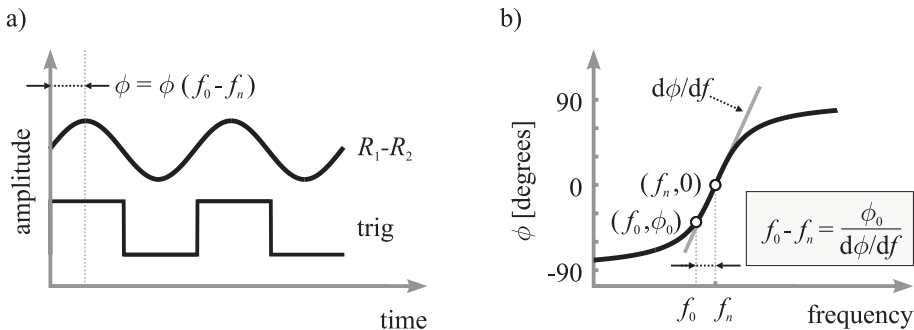 a)
ϕ = ϕ (f₀-fₙ)
amplitude
R₁-R₂
trig
time
b)
ϕ [degrees]
90
0
-90
dϕ/df
(fₙ,0)
(f₀,ϕ₀)
f₀-fₙ = ϕ₀ / dϕ/df
f₀
fₙ
frequency